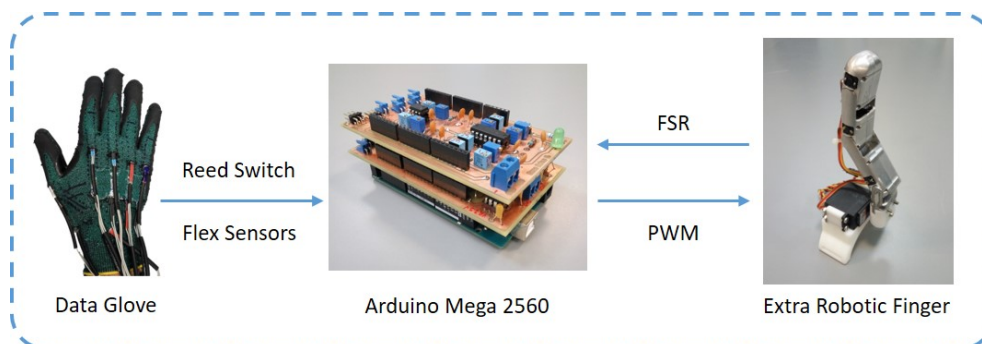 Reed Switch
Flex Sensors
FSR
PWM
Data Glove
Arduino Mega 2560
Extra Robotic Finger